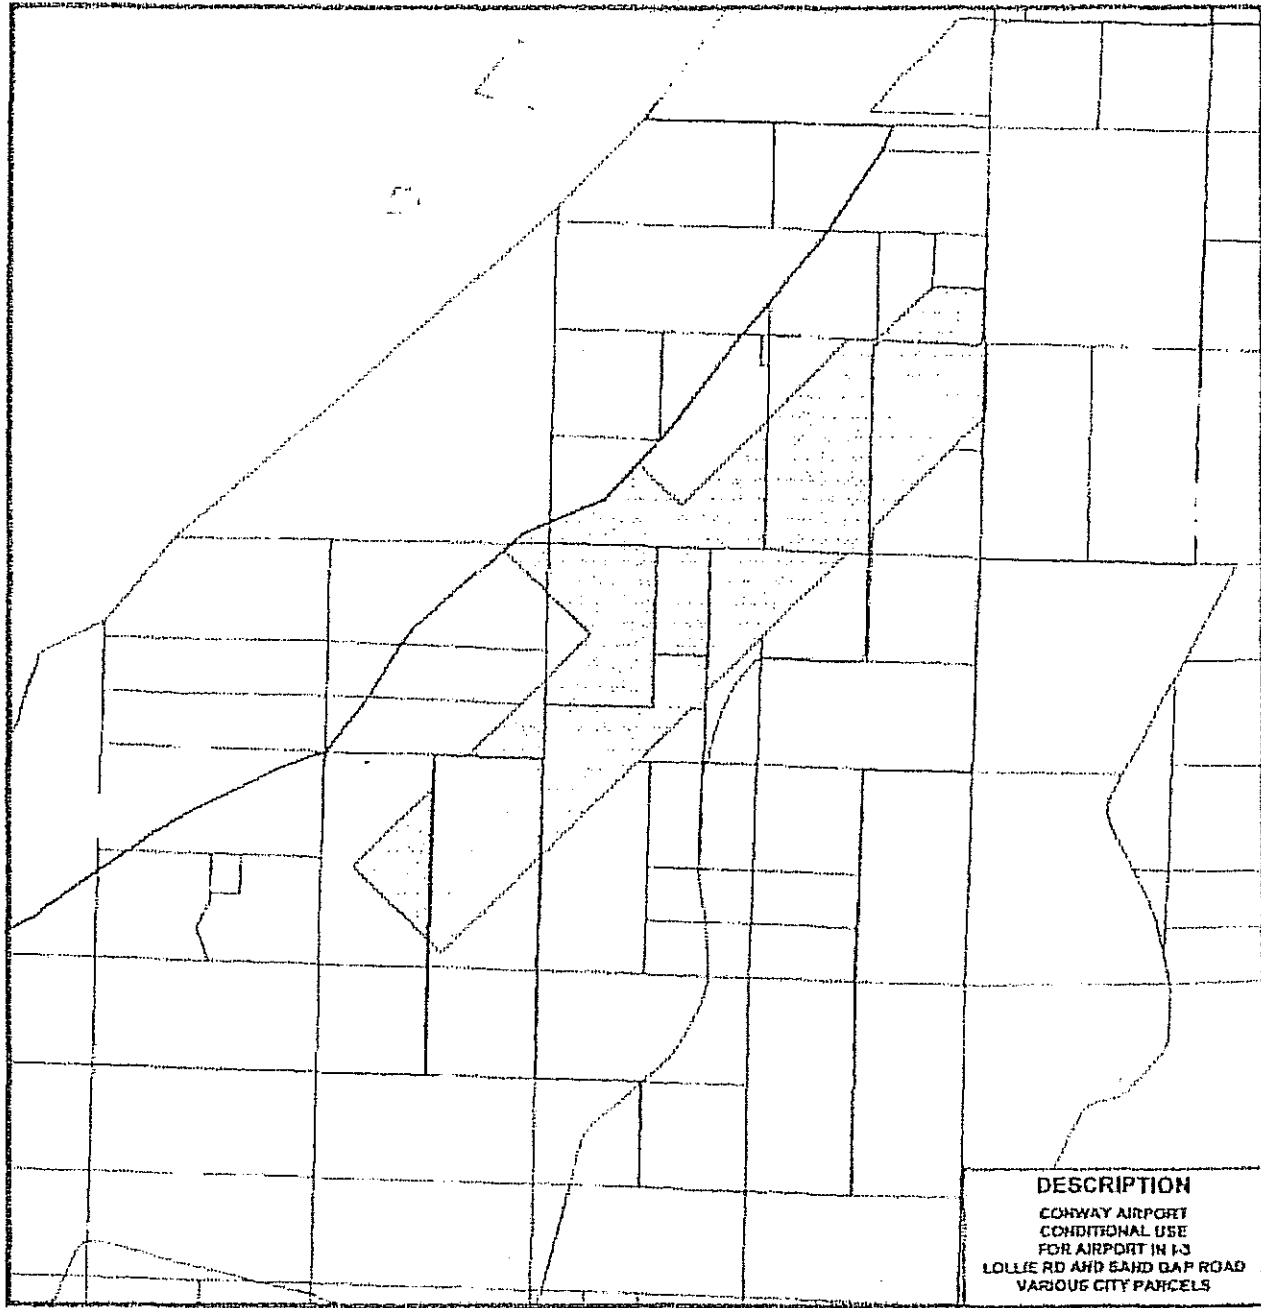 DESCRIPTION
CONWAY AIRPORT
CONDITIONAL USE
FOR AIRPORT IN I-3
LOLLIE RD AND SAND GAP ROAD
VARIOUS CITY PARCELS